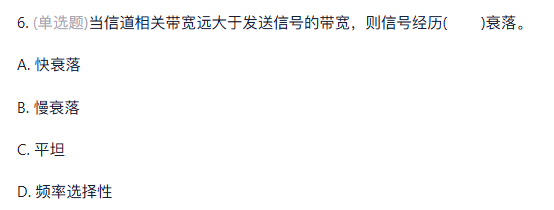 6. (单选题)当信道相关带宽远大于发送信号的带宽，则信号经历(　　)衰落。
A. 快衰落
B. 慢衰落
C. 平坦
D. 频率选择性